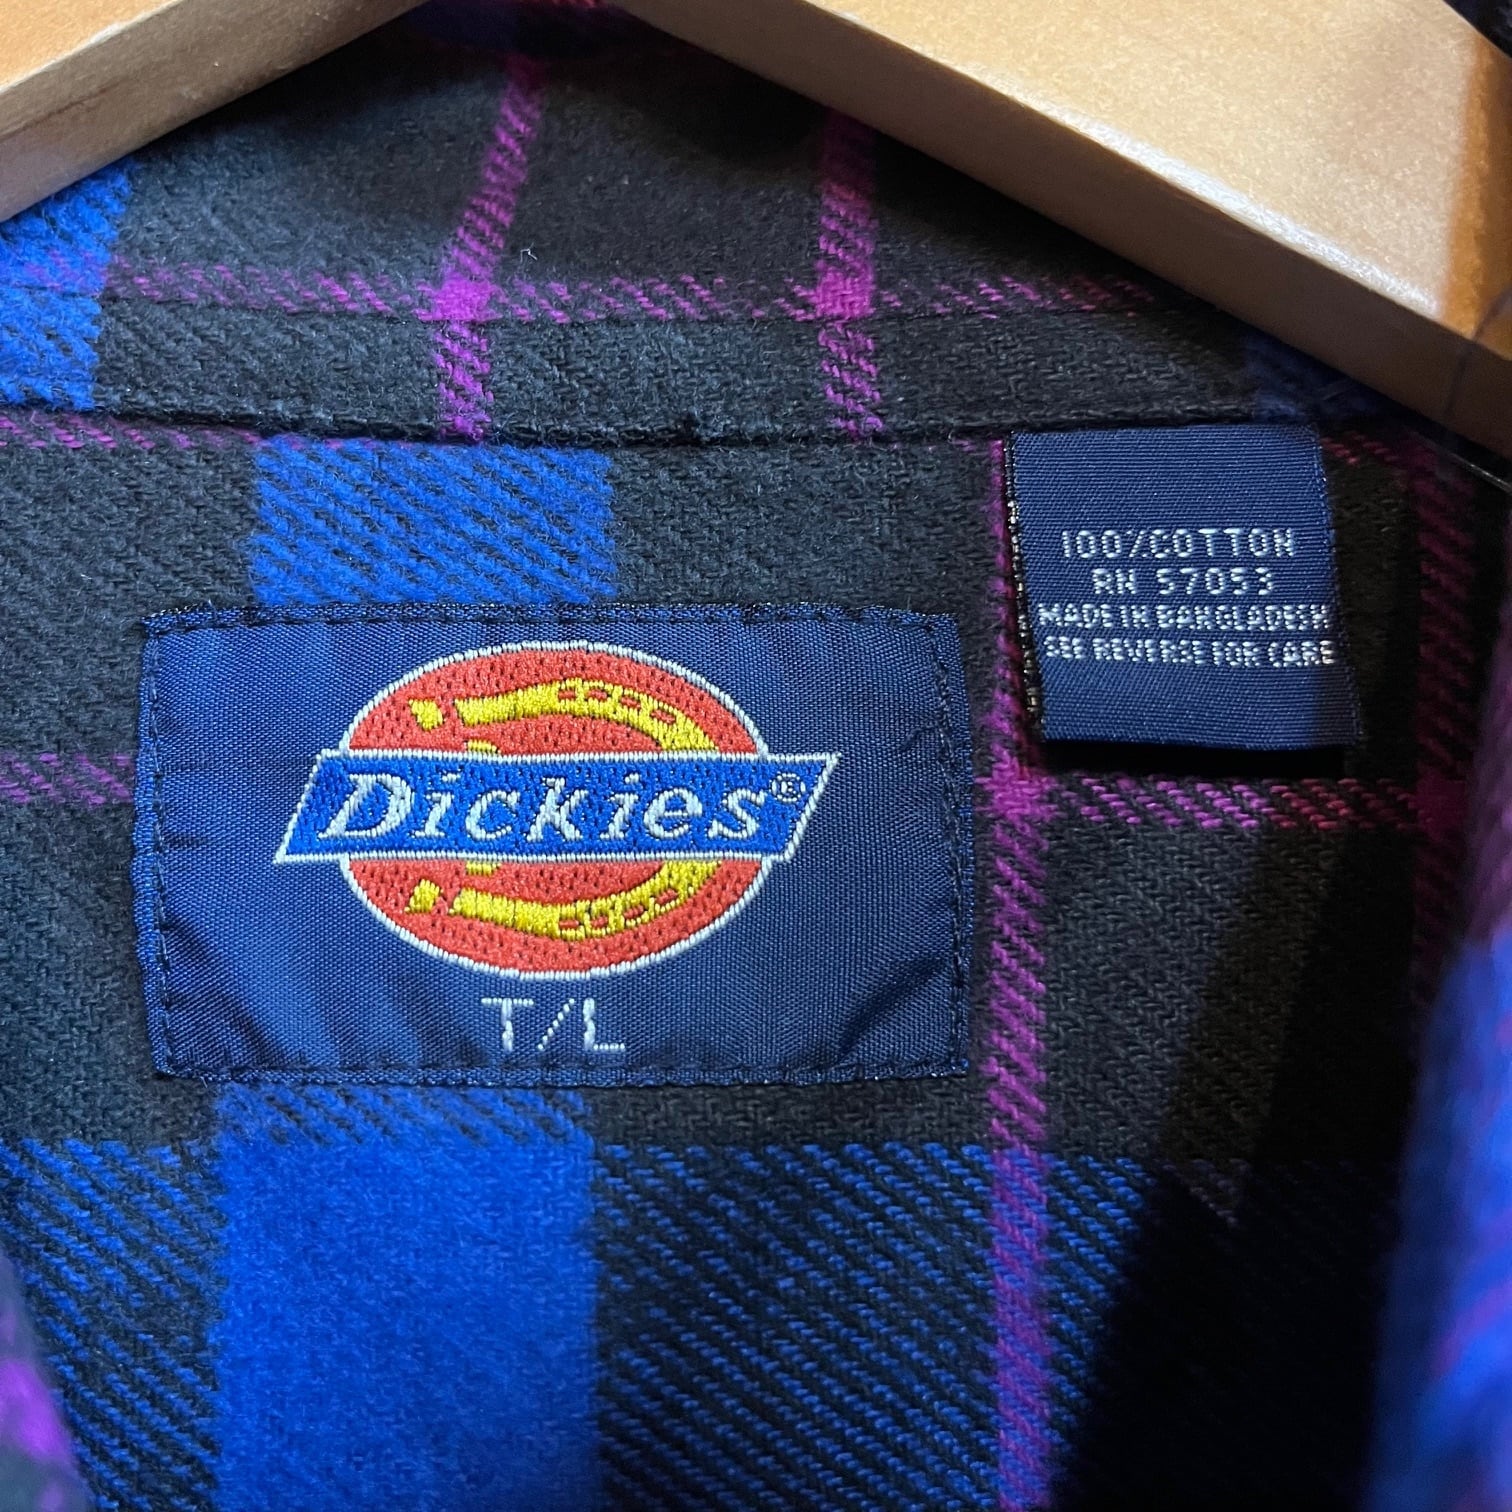 100% COTTON
RN 57053
MADE IN BANGLADESH
SEE REVERSE FOR CARE
Dickies®
T/L